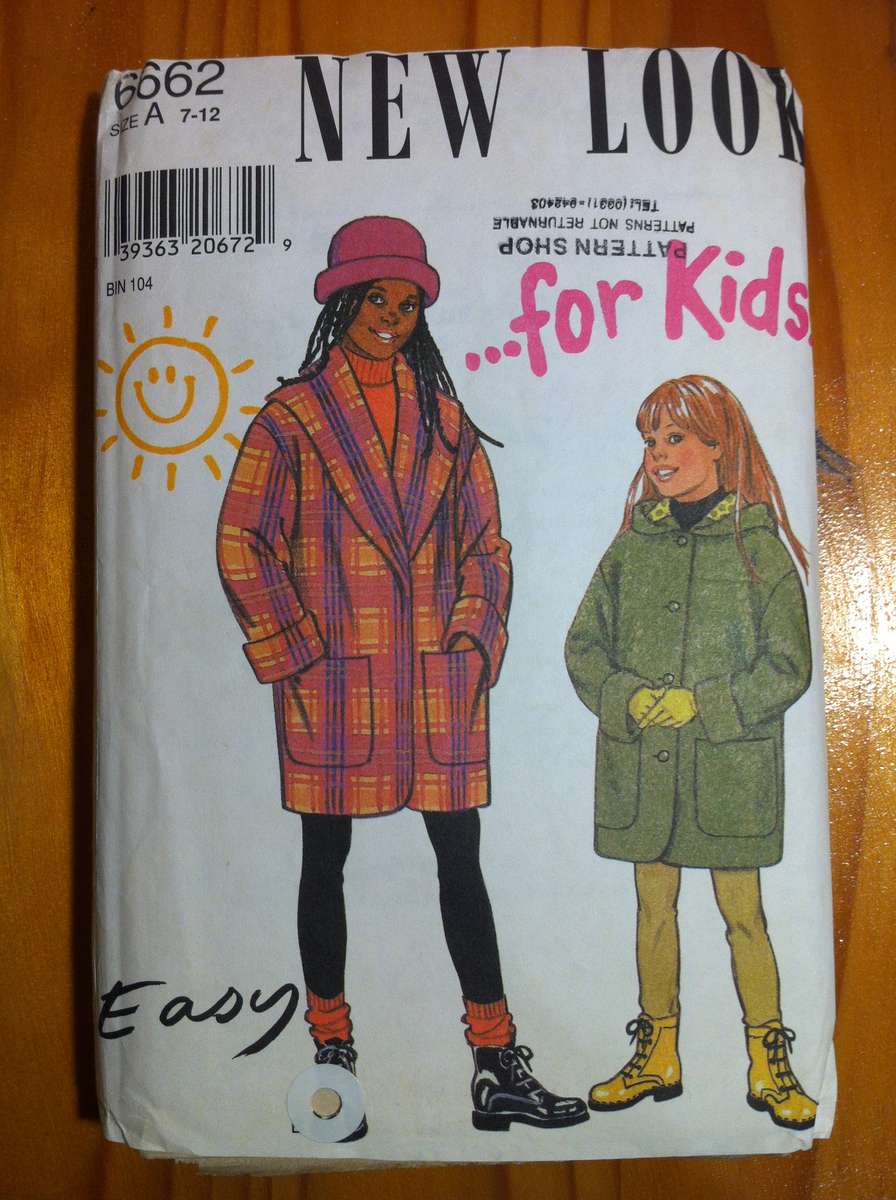 6662
SIZE A 7-12
NEW LOOK
39363 20672 9
BIN 104
PATTERN SHOP
PATTERNS NOT RETURNABLE
...for Kids.
Easy